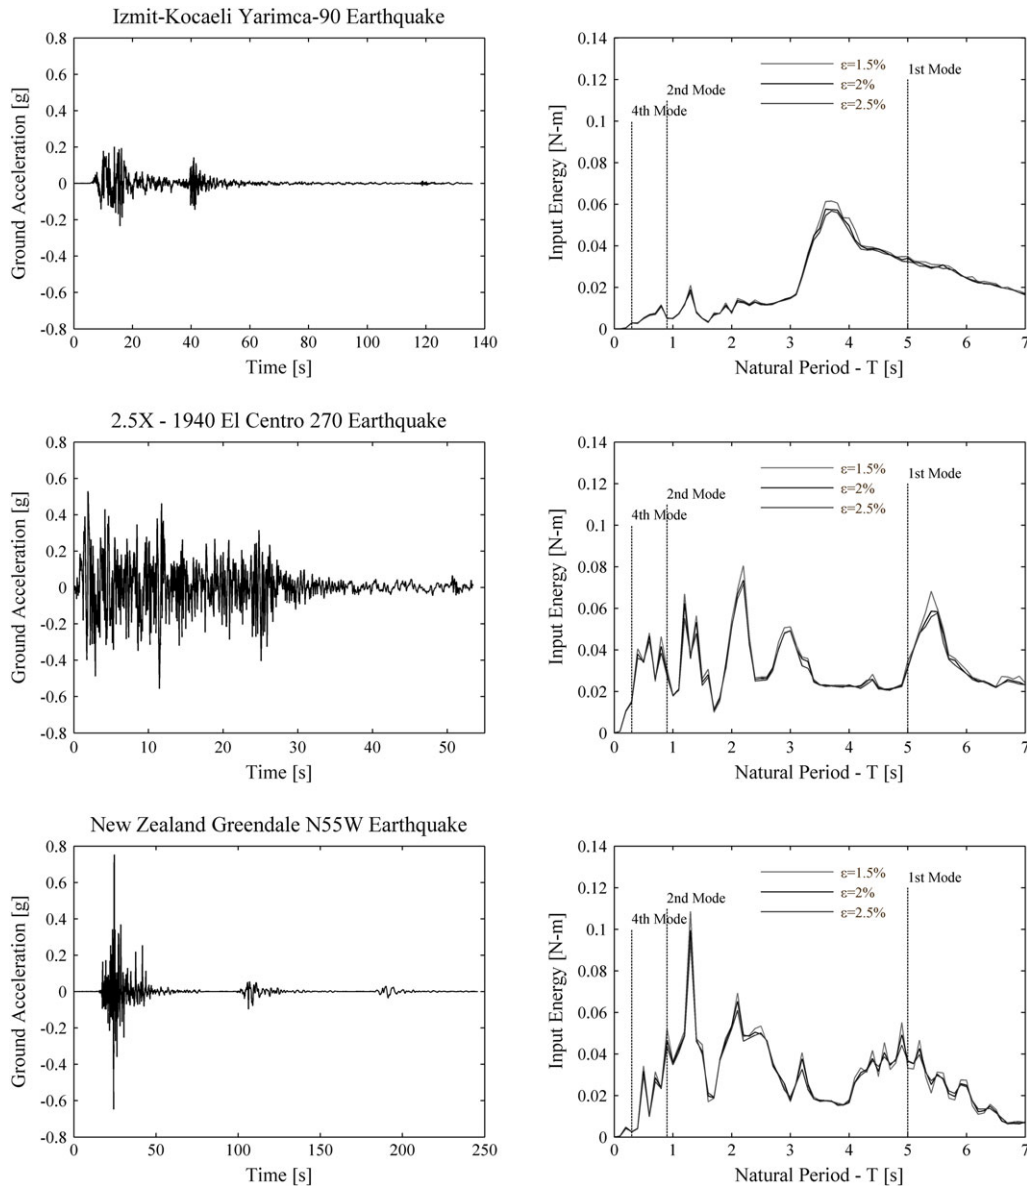 Izmit-Kocaeli Yarimca-90 Earthquake
Ground Acceleration [g]
0.8
0.6
0.4
0.2
0
-0.2
-0.4
-0.6
-0.8
0 20 40 60 80 100 120 140
Time [s]
Input Energy [N-m]
0.14
0.12
0.1
0.08
0.06
0.04
0.02
0
ε=1.5%
ε=2%
ε=2.5%
1st Mode
2nd Mode
4th Mode
0 1 2 3 4 5 6 7
Natural Period - T [s]
2.5X - 1940 El Centro 270 Earthquake
Ground Acceleration [g]
0.8
0.6
0.4
0.2
0
-0.2
-0.4
-0.6
-0.8
0 10 20 30 40 50
Time [s]
Input Energy [N-m]
0.14
0.12
0.1
0.08
0.06
0.04
0.02
0
ε=1.5%
ε=2%
ε=2.5%
1st Mode
2nd Mode
4th Mode
0 1 2 3 4 5 6 7
Natural Period - T [s]
New Zealand Greendale N55W Earthquake
Ground Acceleration [g]
0.8
0.6
0.4
0.2
0
-0.2
-0.4
-0.6
-0.8
0 50 100 150 200 250
Time [s]
Input Energy [N-m]
0.14
0.12
0.1
0.08
0.06
0.04
0.02
0
ε=1.5%
ε=2%
ε=2.5%
1st Mode
2nd Mode
4th Mode
0 1 2 3 4 5 6 7
Natural Period - T [s]